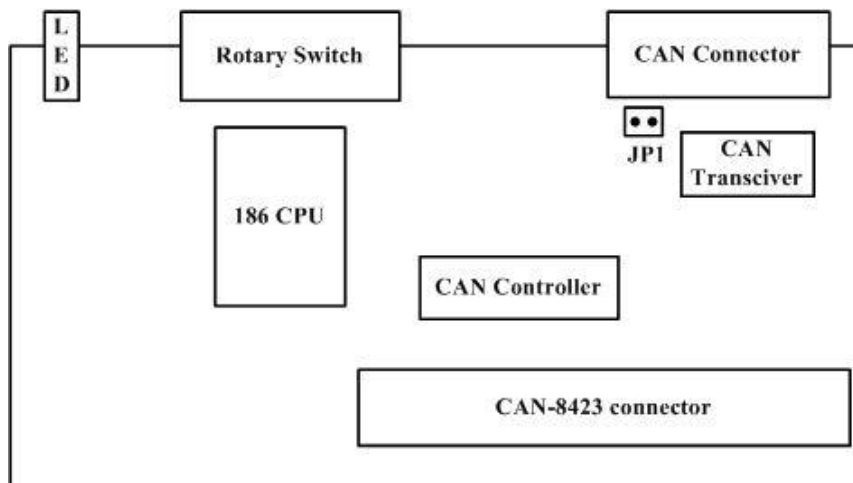 L
E
D
Rotary Switch
CAN Connector
JP1
CAN
Transciver
186 CPU
CAN Controller
CAN-8423 connector